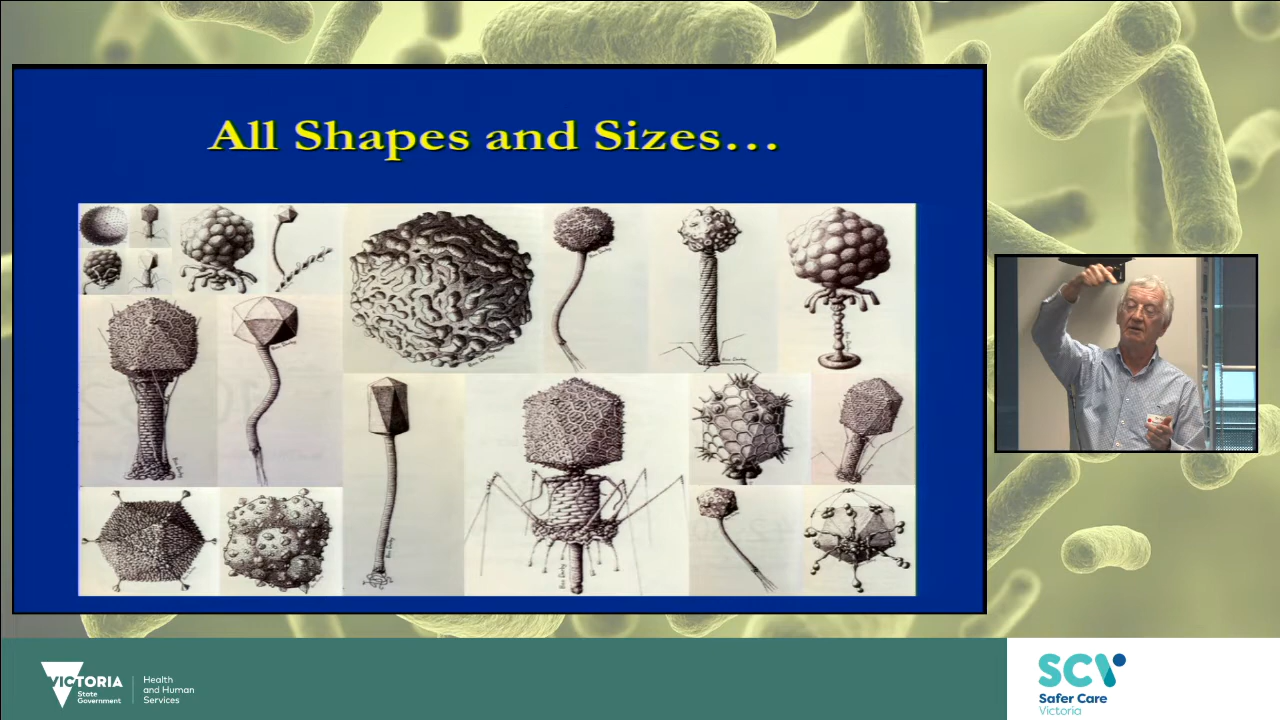 All Shapes and Sizes...
VICTORIA
State
Government
Health
and Human
Services
SCV
Safer Care
Victoria